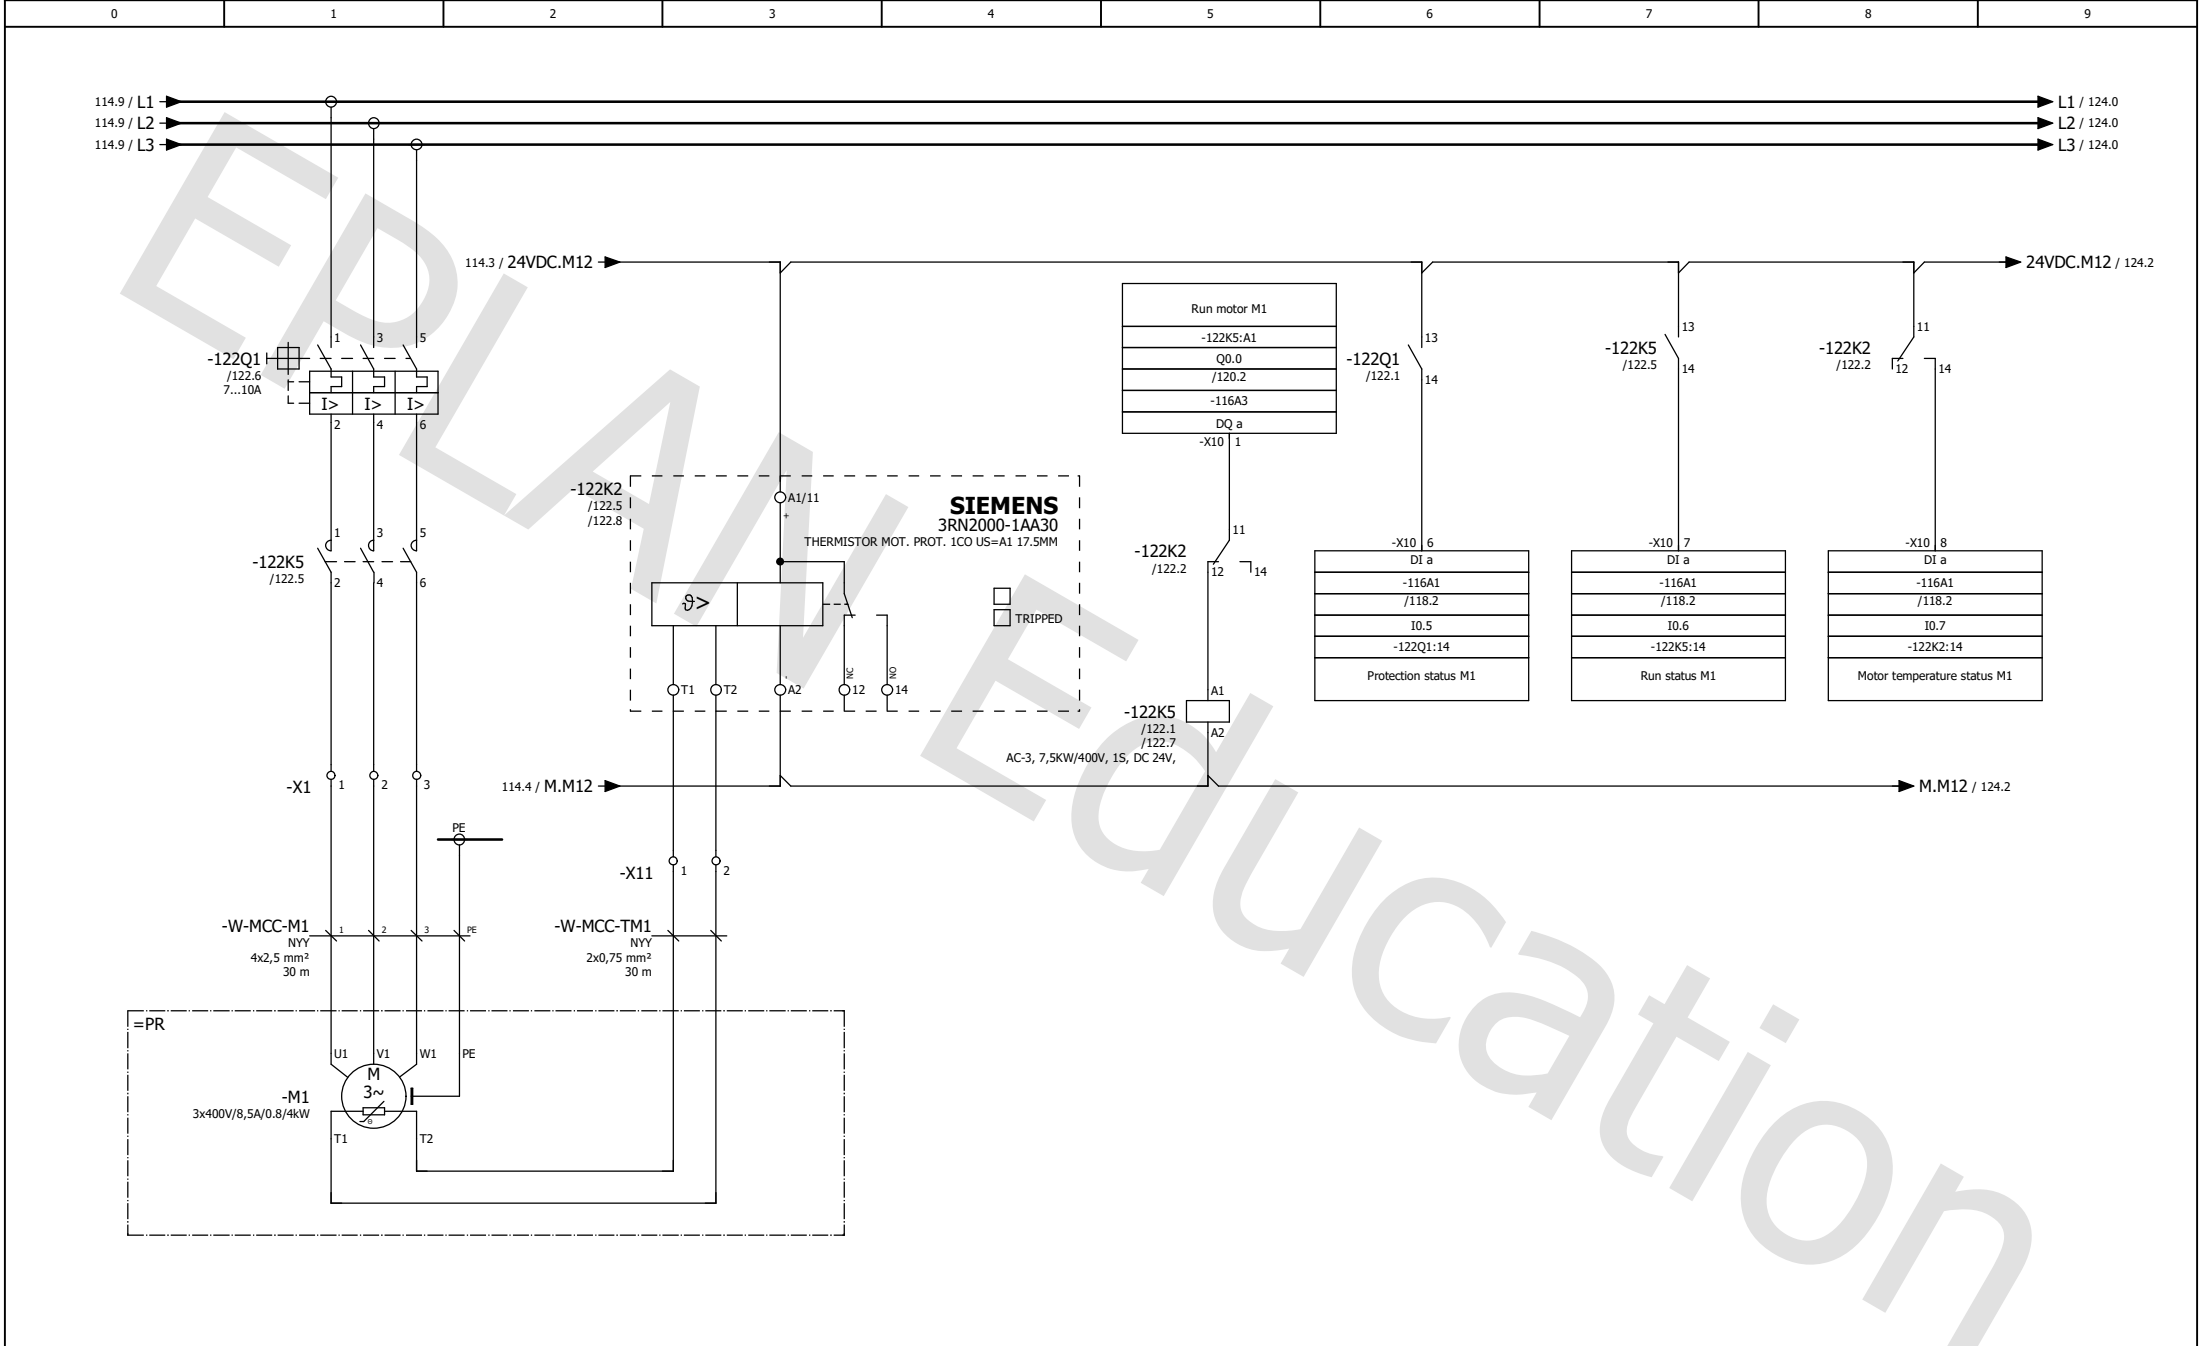 0 1 2 3 4 5 6 7 8 9
114.9 / L1
L1 / 124.0
114.9 / L2
L2 / 124.0
114.9 / L3
L3 / 124.0
114.3 / 24VDC.M12
24VDC.M12 / 124.2
-122Q1
/122.6
7...10A
1 3 5
I> I> I>
2 4 6
-122K5
/122.5
1 3 5
2 4 6
-X1
1 2 3
PE
-W-MCC-M1
NYY
4x2,5 mm²
30 m
1 2 3 PE
=PR
U1 V1 W1 PE
M
3~
-M1
3x400V/8,5A/0.8/4kW
ϑ
T1 T2
-122K2
/122.5
/122.8
A1/11
+
SIEMENS
3RN2000-1AA30
THERMISTOR MOT. PROT. 1CO US=A1 17.5MM
ϑ>
TRIPPED
NC NO
T1 T2 A2 12 14
-
114.4 / M.M12
M.M12 / 124.2
-X11
1 2
-W-MCC-TM1
NYY
2x0,75 mm²
30 m
Run motor M1
-122K5:A1
Q0.0
/120.2
-116A3
DQ a
-X10 1
-122K2
/122.2
11
12 14
-122K5
/122.1
/122.7
AC-3, 7,5KW/400V, 1S, DC 24V,
A1
A2
-122Q1
/122.1
13
14
-X10 6
DI a
-116A1
/118.2
I0.5
-122Q1:14
Protection status M1
-122K5
/122.5
13
14
-X10 7
DI a
-116A1
/118.2
I0.6
-122K5:14
Run status M1
-122K2
/122.2
11
12 14
-X10 8
DI a
-116A1
/118.2
I0.7
-122K2:14
Motor temperature status M1
EPLAN Education